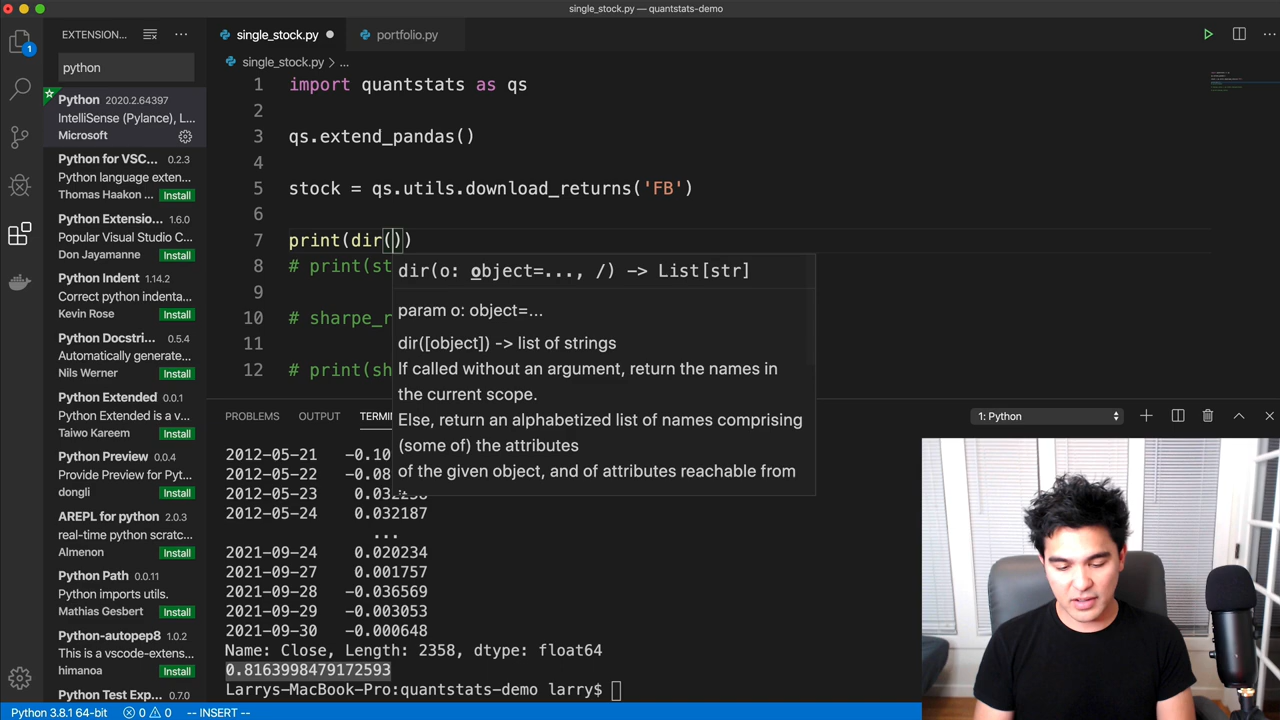 single_stock.py — quantstats-demo
EXTENSION...
python
Python 2020.2.64397
IntelliSense (Pylance), L...
Microsoft
Python for VSC... 0.2.3
Python language exten...
Thomas Haakon ... Install
Python Extensio... 1.6.0
Popular Visual Studio C...
Don Jayamanne Install
Python Indent 1.14.2
Correct python indenta...
Kevin Rose Install
Python Docstri... 0.5.4
Automatically generate...
Nils Werner Install
Python Extended 0.0.1
Python Extended is a v...
Taiwo Kareem Install
Python Preview 0.0.4
Provide Preview for Pyt...
dongli Install
AREPL for python 2.0.3
real-time python scratc...
Almenon Install
Python Path 0.0.11
Python imports utils.
Mathias Gesbert Install
Python-autopep8 1.0.2
This is a vscode-exten...
himanoa Install
Python Test Exp... 0.7.0
single_stock.py portfolio.py
single_stock.py > ...
1 import quantstats as qs
2
3 qs.extend_pandas()
4
5 stock = qs.utils.download_returns('FB')
6
7 print(dir())
8 # print(st
9
10 # sharpe_r
11
12 # print(sh
dir(o: object=..., /) -> List[str]
param o: object=...
dir([object]) -> list of strings
If called without an argument, return the names in
the current scope.
Else, return an alphabetized list of names comprising
(some of) the attributes
of the given object, and of attributes reachable from
PROBLEMS OUTPUT TERM
1: Python
2012-05-21 -0.10
2012-05-22 -0.08
2012-05-23
2012-05-24 0.032187
...
2021-09-24 0.020234
2021-09-27 0.001757
2021-09-28 -0.036569
2021-09-29 -0.003053
2021-09-30 -0.000648
Name: Close, Length: 2358, dtype: float64
0.8163998479172593
Larrys-MacBook-Pro:quantstats-demo larry$
1
Python 3.8.1 64-bit 0 0 -- INSERT --